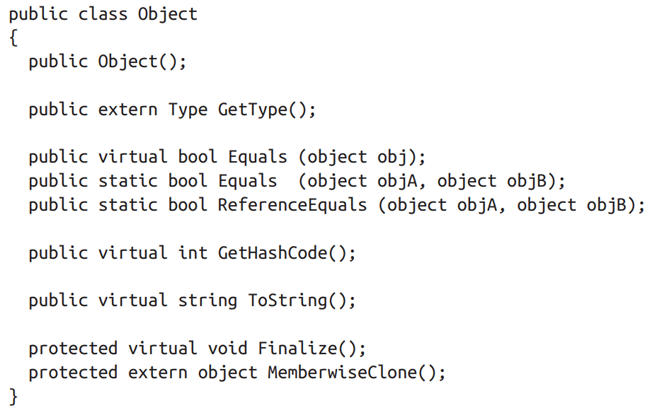 public class Object
{
  public Object();

  public extern Type GetType();

  public virtual bool Equals (object obj);
  public static bool Equals  (object objA, object objB);
  public static bool ReferenceEquals (object objA, object objB);

  public virtual int GetHashCode();

  public virtual string ToString();

  protected virtual void Finalize();
  protected extern object MemberwiseClone();
}